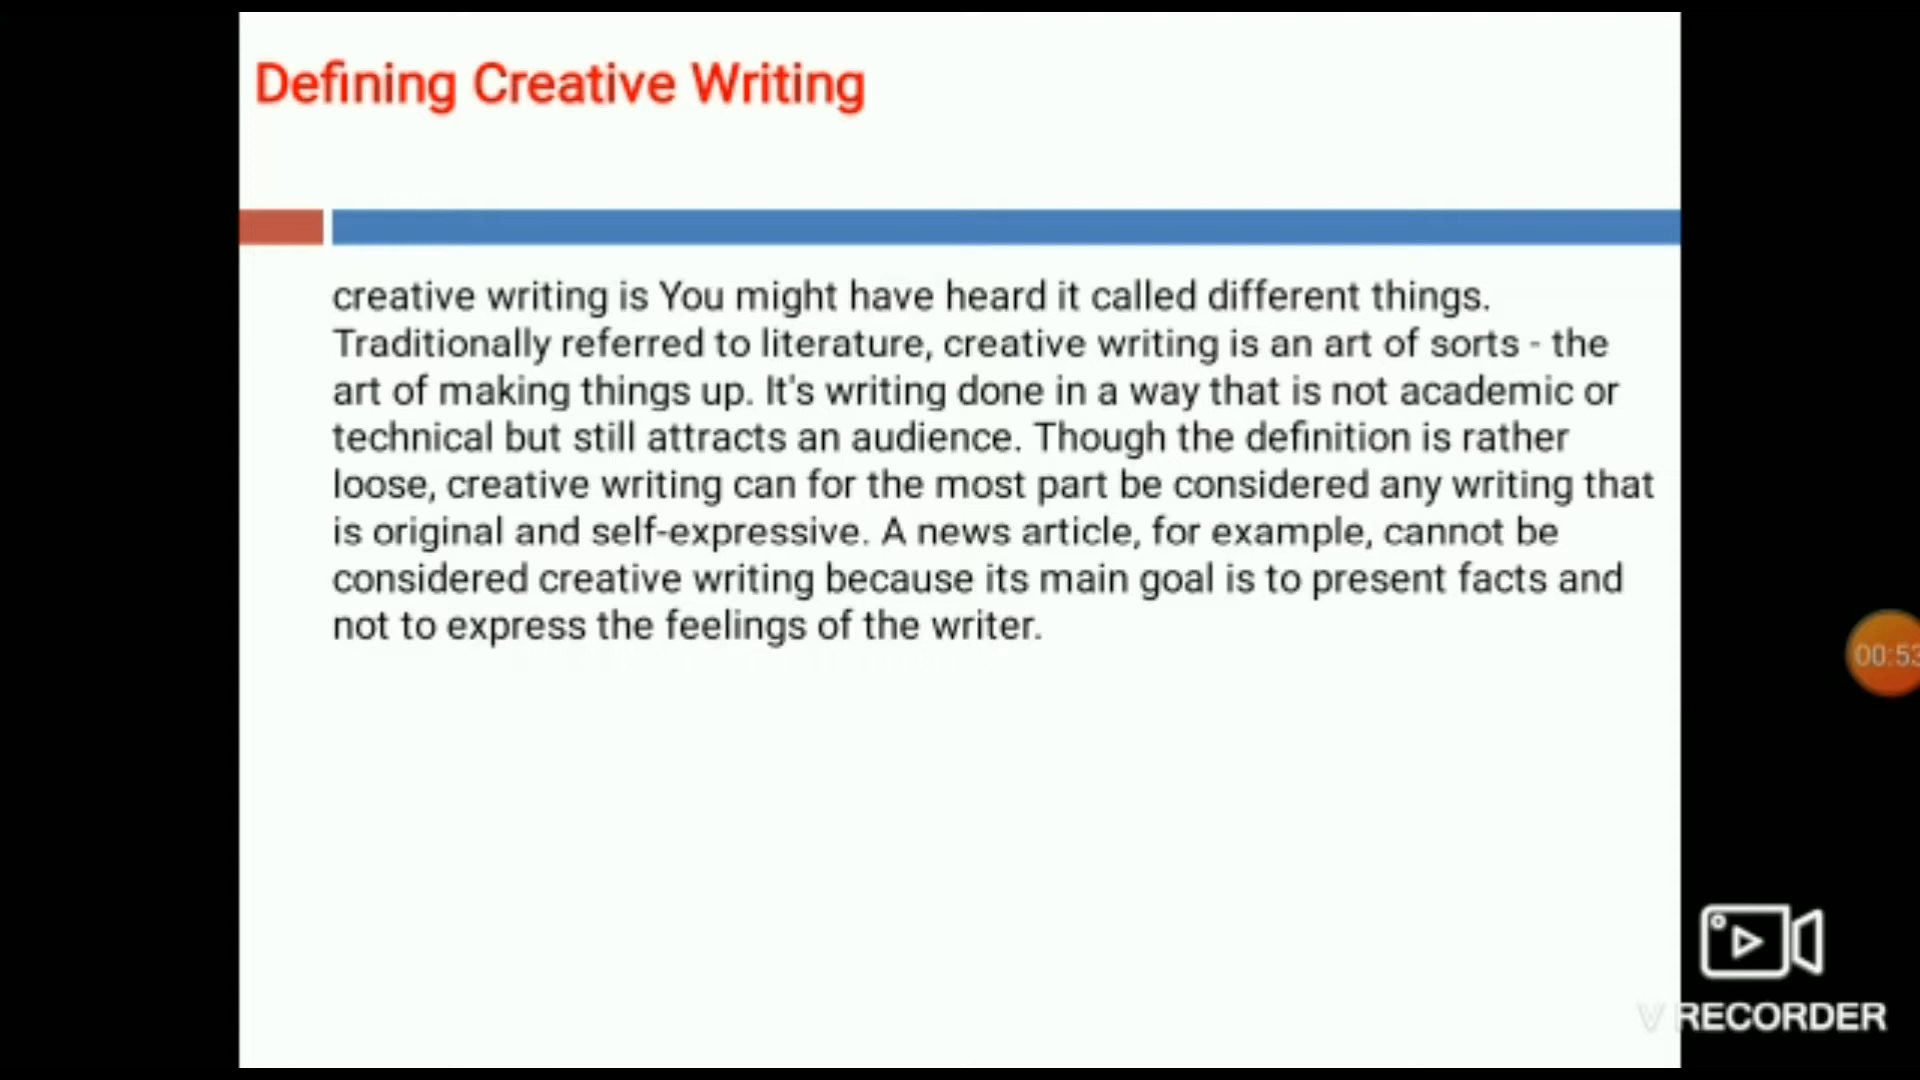 Defining Creative Writing
creative writing is You might have heard it called different things.
Traditionally referred to literature, creative writing is an art of sorts - the
art of making things up. It's writing done in a way that is not academic or
technical but still attracts an audience. Though the definition is rather
loose, creative writing can for the most part be considered any writing that
is original and self-expressive. A news article, for example, cannot be
considered creative writing because its main goal is to present facts and
not to express the feelings of the writer.
00:53
V RECORDER